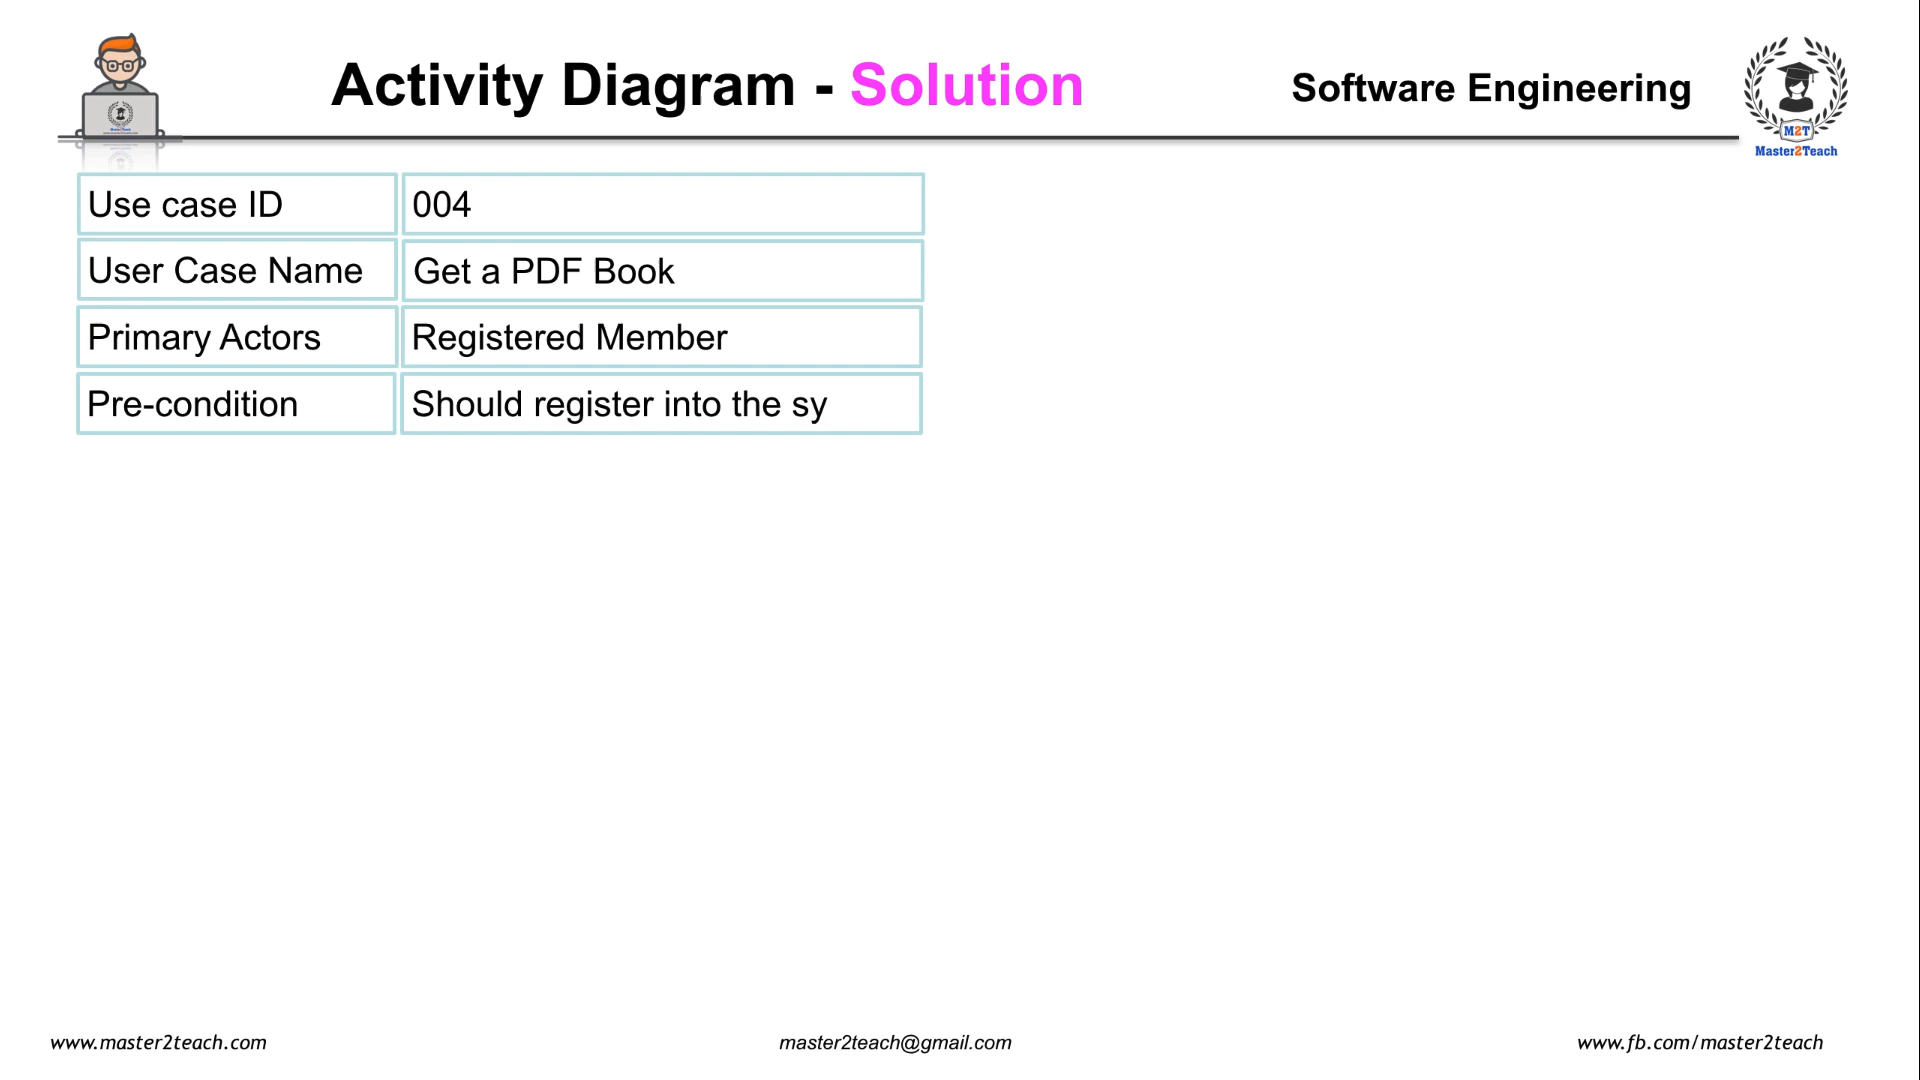 Activity Diagram - Solution
Software Engineering
M2T
Master2Teach
Use case ID
004
User Case Name
Get a PDF Book
Primary Actors
Registered Member
Pre-condition
Should register into the sy
www.master2teach.com
master2teach@gmail.com
www.fb.com/master2teach